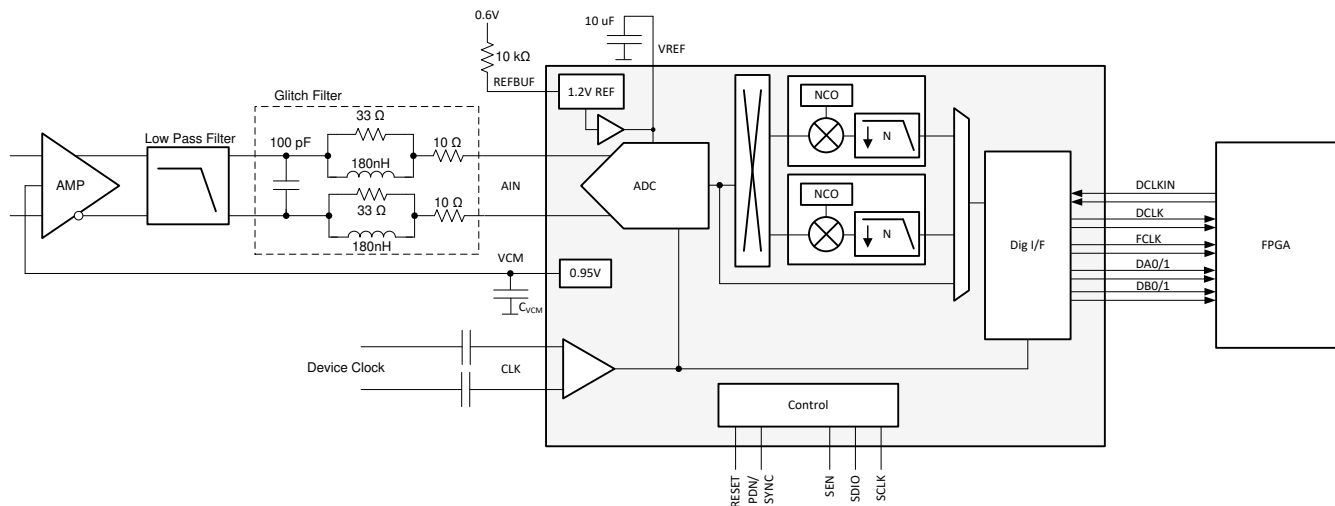 0.6V
10 uF
10 kΩ
VREF
REFBUF
1.2V REF
NCO
N
Glitch Filter
33 Ω
Low Pass Filter
100 pF
10 Ω
180nH
AMP
AIN
ADC
33 Ω
10 Ω
180nH
NCO
N
Dig I/F
DCLKIN
DCLK
FCLK
DA0/1
DB0/1
FPGA
VCM
0.95V
CVCM
Device Clock
CLK
Control
RESET
PDN/
SYNC
SEN
SDIO
SCLK